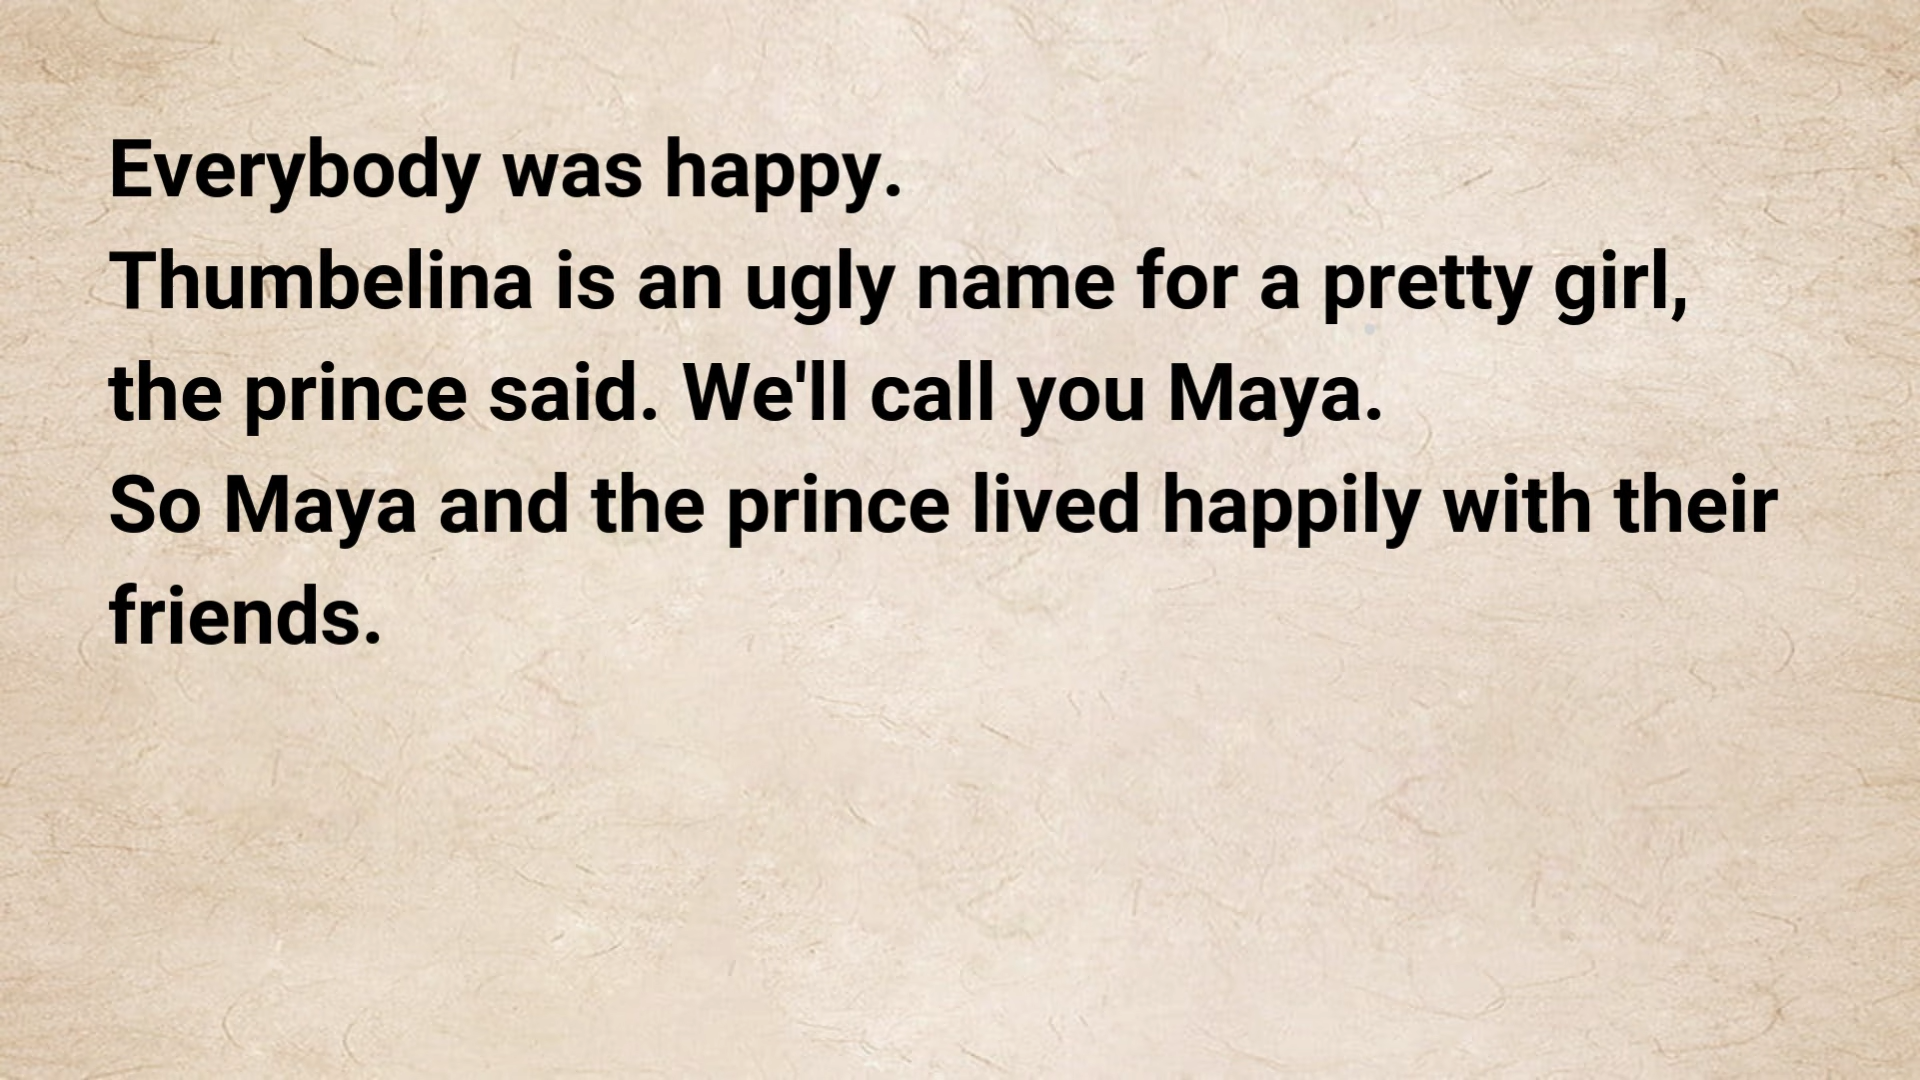 Everybody was happy.
Thumbelina is an ugly name for a pretty girl,
the prince said. We'll call you Maya.
So Maya and the prince lived happily with their
friends.